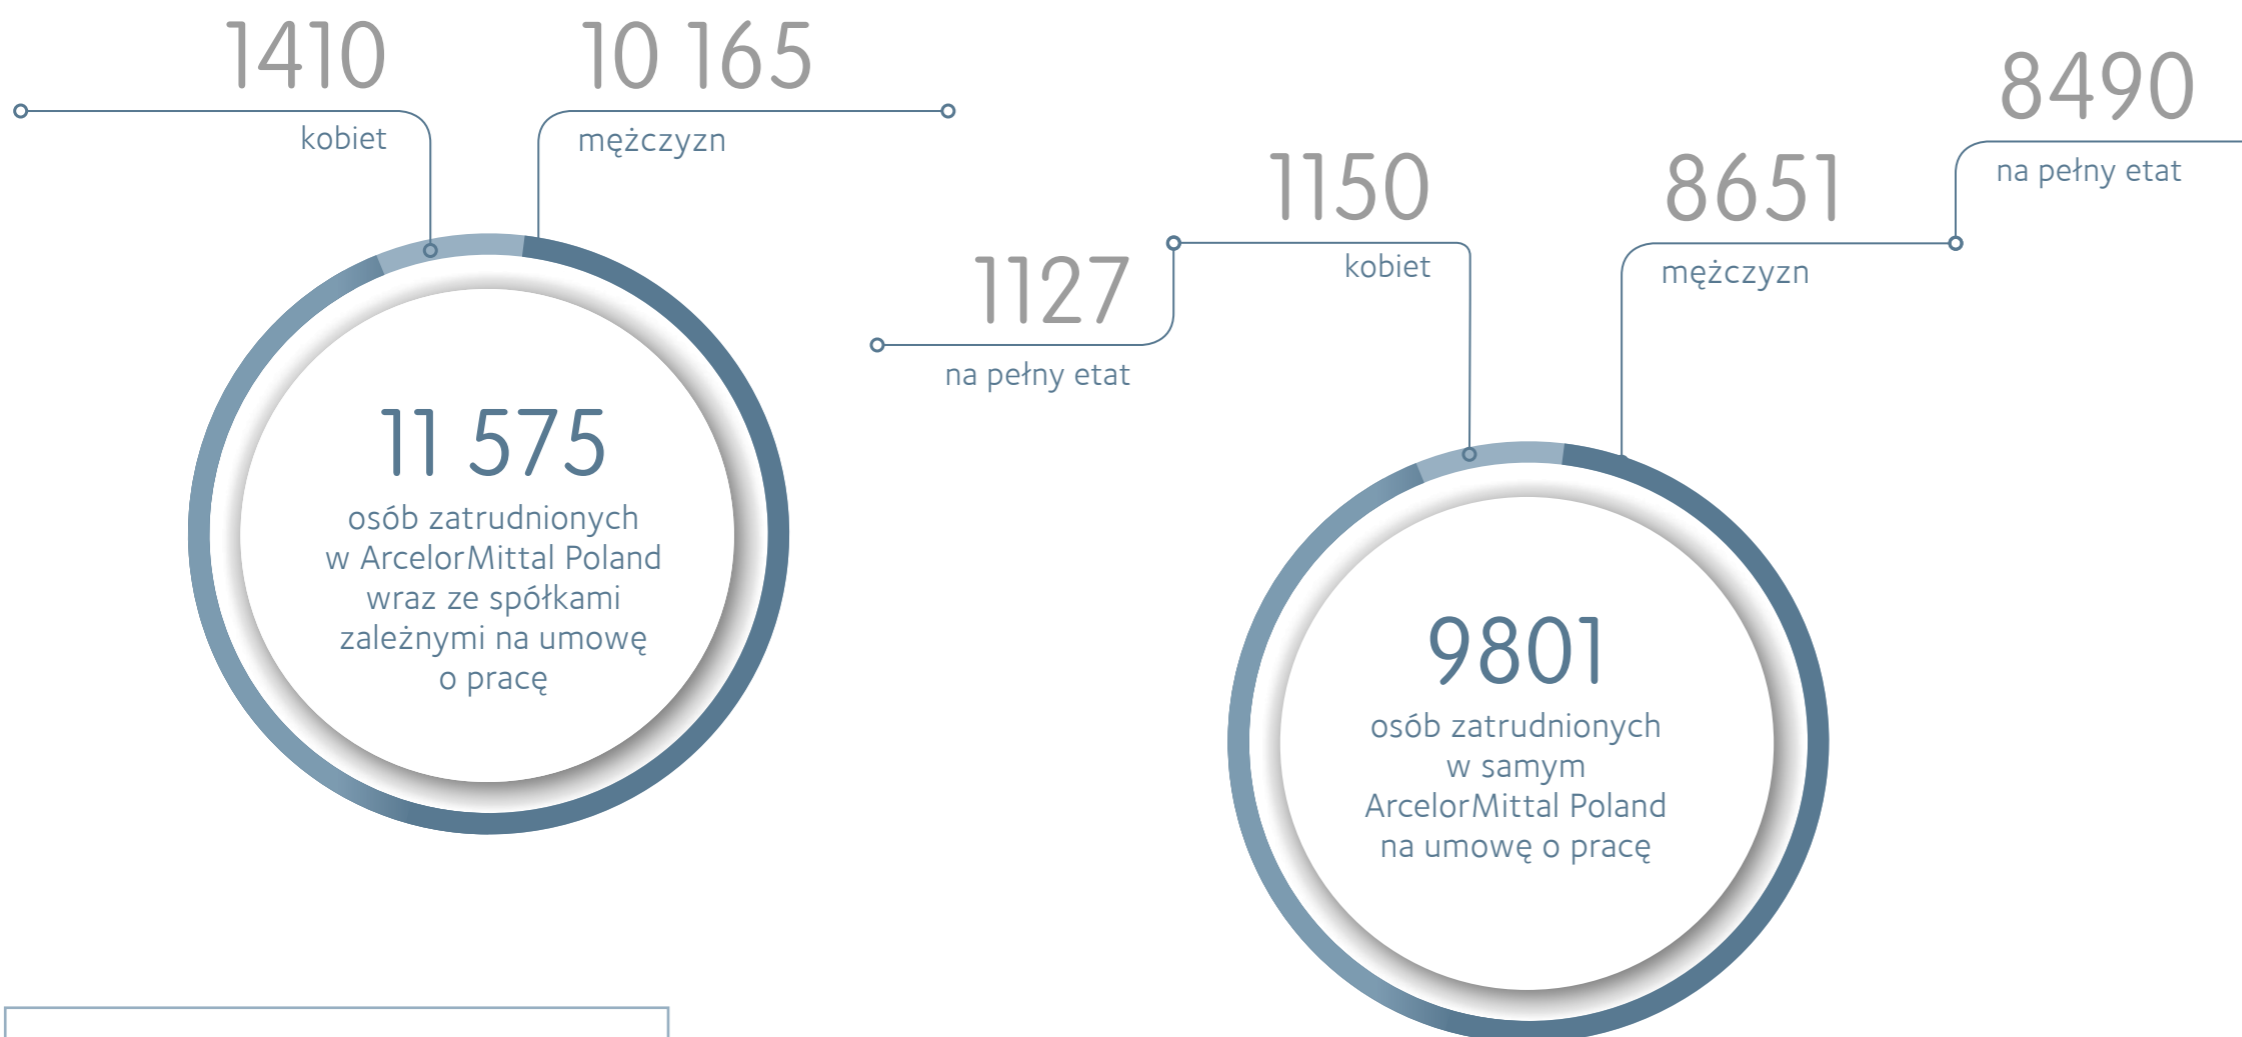 1410
kobiet
10 165
mężczyzn
11 575
osób zatrudnionych
w ArcelorMittal Poland
wraz ze spółkami
zależnymi na umowę
o pracę
1127
na pełny etat
1150
kobiet
8651
mężczyzn
8490
na pełny etat
9801
osób zatrudnionych
w samym
ArcelorMittal Poland
na umowę o pracę